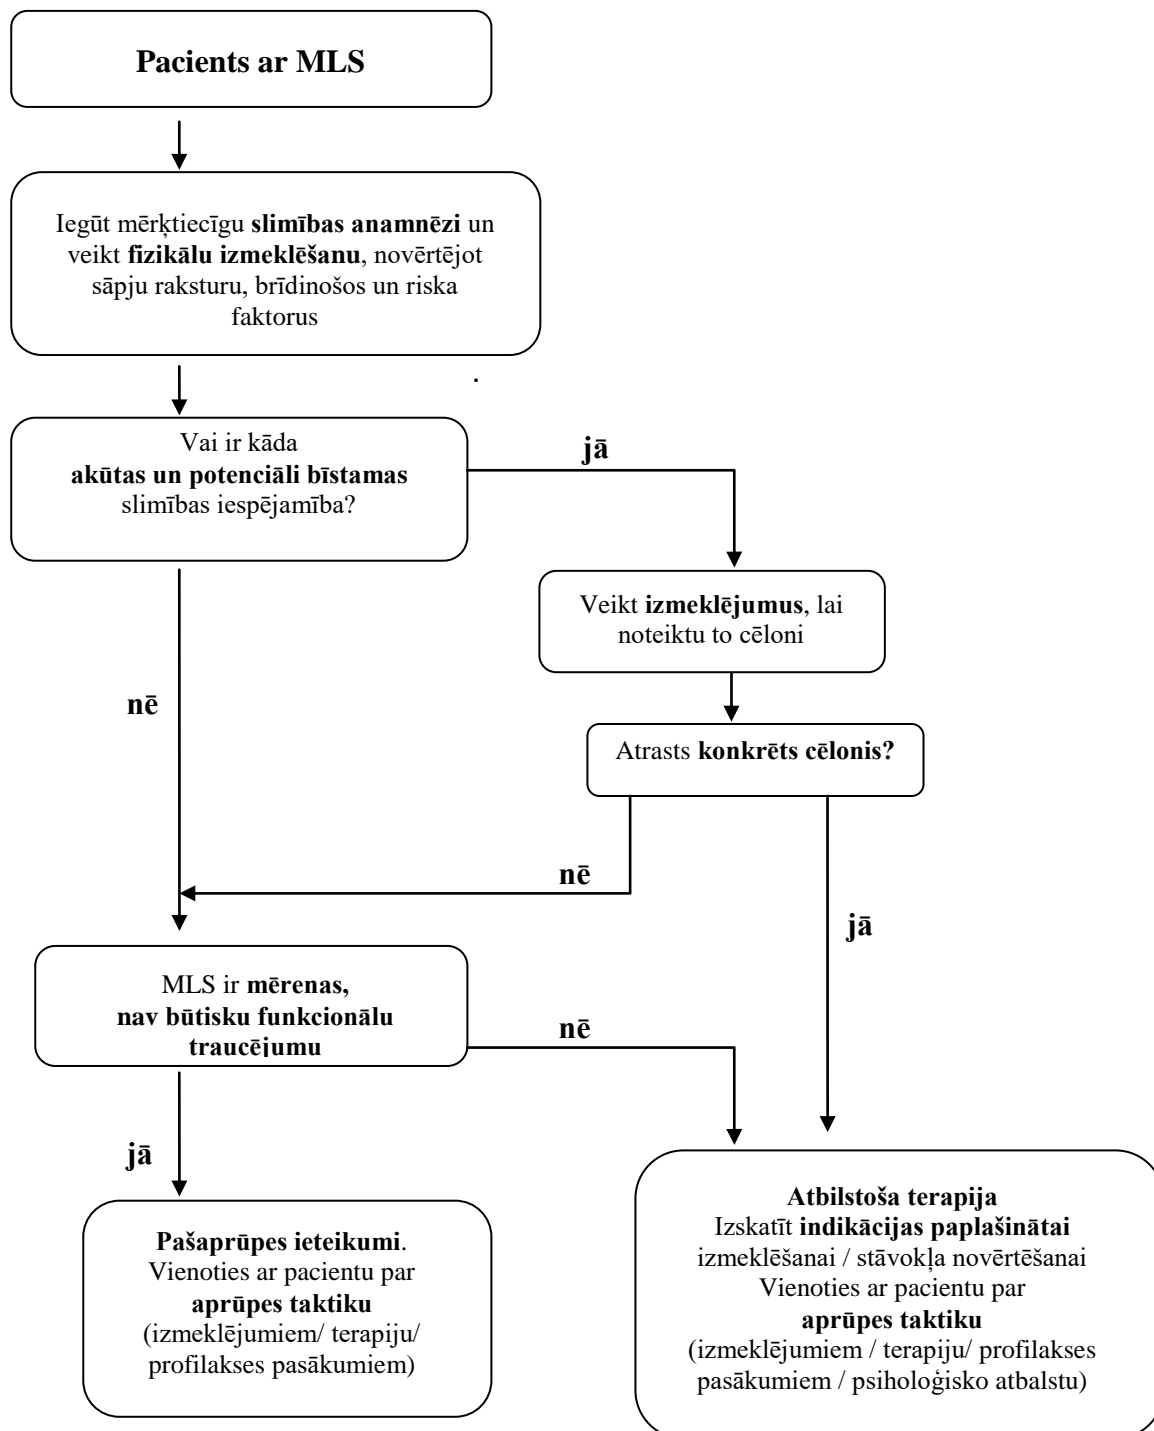 Pacients ar MLS
Iegūt mērķtiecīgu slimības anamnēzi un
veikt fizikālu izmeklēšanu, novērtējot
sāpju raksturu, brīdinošos un riska
faktorus
.
Vai ir kāda
akūtas un potenciāli bīstamas
slimības iespējamība?
jā
Veikt izmeklējumus, lai
noteiktu to cēloni
nē
Atrasts konkrēts cēlonis?
nē
jā
MLS ir mērenas,
nav būtisku funkcionālu
traucējumu
nē
jā
Pašaprūpes ieteikumi.
Vienoties ar pacientu par
aprūpes taktiku
(izmeklējumiem/ terapiju/
profilakses pasākumiem)
Atbilstoša terapija
Izskatīt indikācijas paplašinātai
izmeklēšanai / stāvokļa novērtēšanai
Vienoties ar pacientu par
aprūpes taktiku
(izmeklējumiem / terapiju/ profilakses
pasākumiem / psiholoģisko atbalstu)